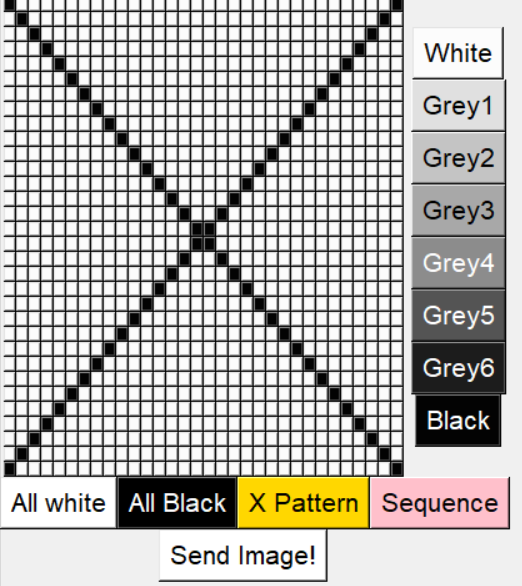 White
Grey1
Grey2
Grey3
Grey4
Grey5
Grey6
Black
All white All Black X Pattern Sequence
Send Image!